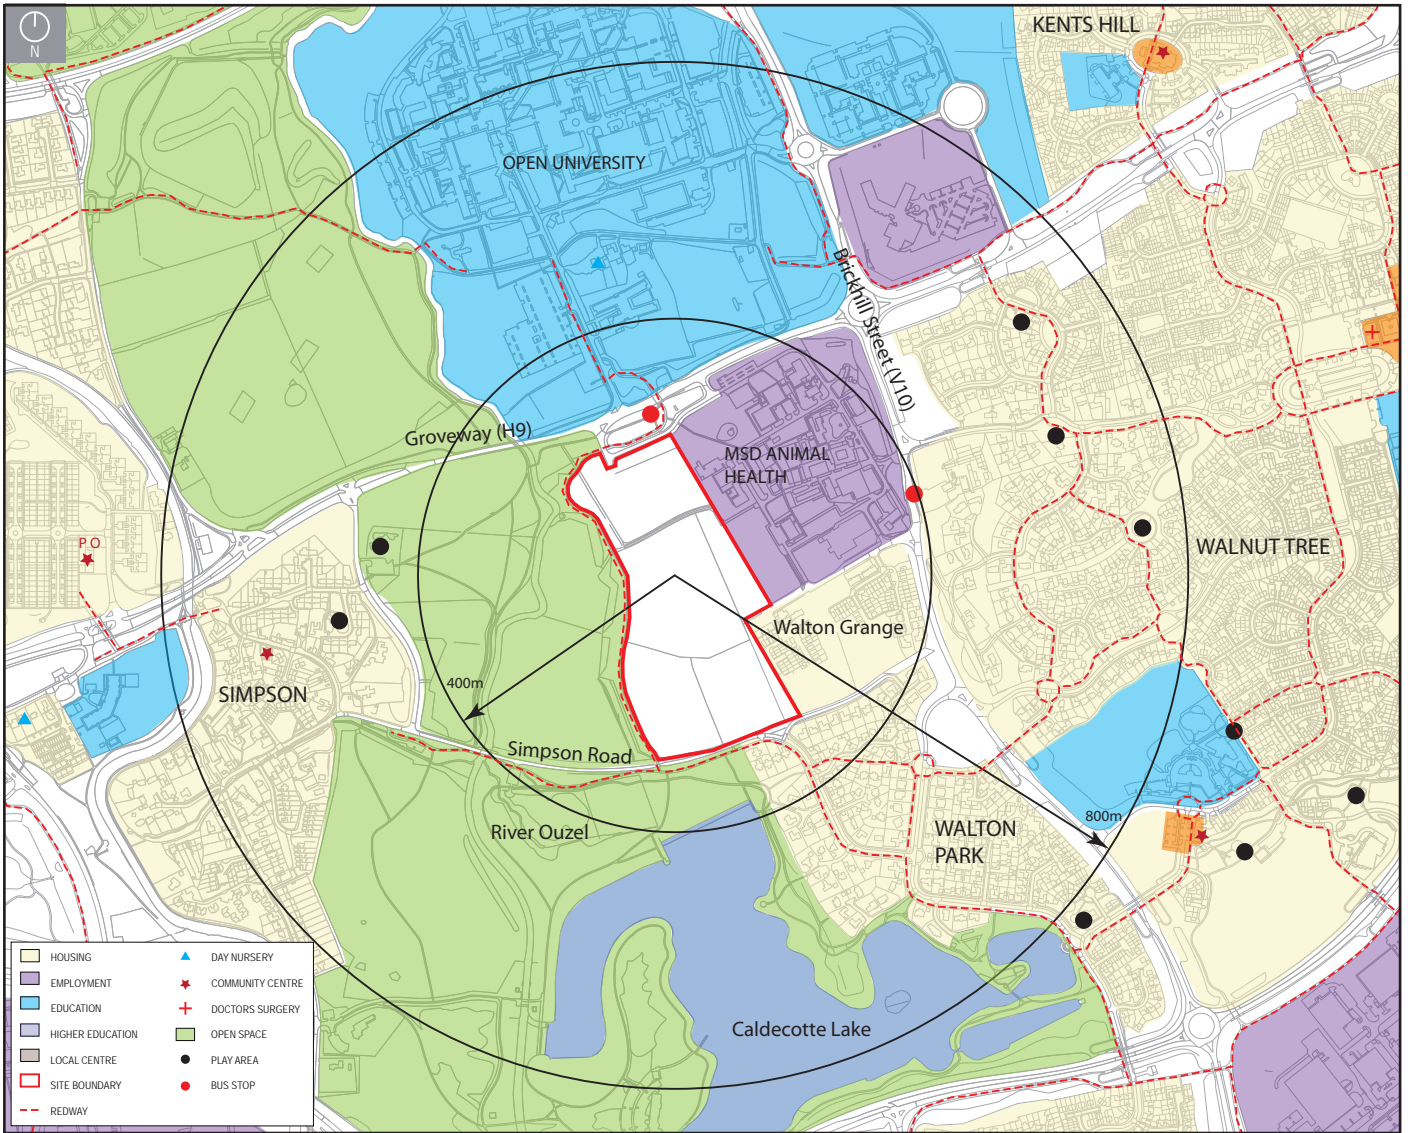 N
KENTS HILL
OPEN UNIVERSITY
Brickhill Street (V10)
Groveway (H9)
MSD ANIMAL
HEALTH
P O
WALNUT TREE
Walton Grange
400m
SIMPSON
Simpson Road
800m
River Ouzel
WALTON
PARK
Caldecotte Lake
HOUSING
EMPLOYMENT
EDUCATION
HIGHER EDUCATION
LOCAL CENTRE
SITE BOUNDARY
REDWAY
DAY NURSERY
COMMUNITY CENTRE
DOCTORS SURGERY
OPEN SPACE
PLAY AREA
BUS STOP